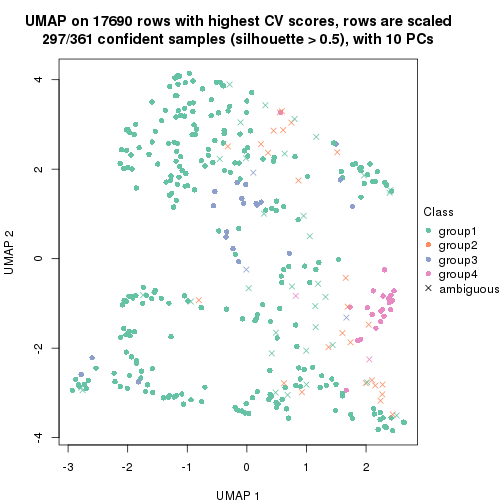 UMAP on 17690 rows with highest CV scores, rows are scaled
297/361 confident samples (silhouette > 0.5), with 10 PCs
4
2
0
-2
-4
UMAP 2
-3 -2 -1 0 1 2
UMAP 1
Class
group1
group2
group3
group4
ambiguous